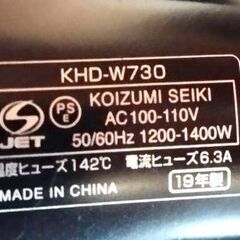 KHD-W730
PS
E
KOIZUMI SEIKI
JET
AC100-110V
50/60Hz 1200-1400W
温度ヒューズ142℃ 電流ヒューズ6.3A
MADE IN CHINA 19年製